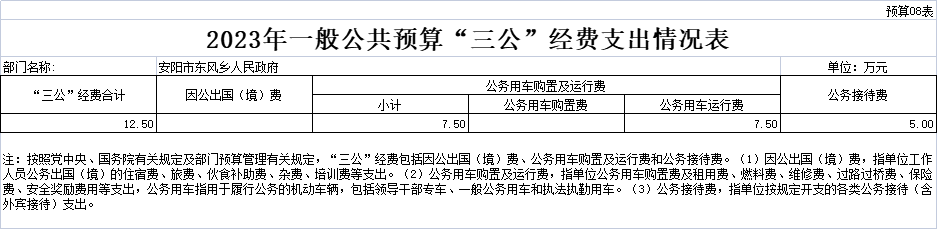 预算08表
2023年一般公共预算“三公”经费支出情况表
部门名称: 安阳市东风乡人民政府 单位：万元
“三公”经费合计 因公出国（境）费 公务用车购置及运行费 公务接待费
小计 公务用车购置费 公务用车运行费
12.50 7.50 7.50 5.00
注：按照党中央、国务院有关规定及部门预算管理有关规定，“三公”经费包括因公出国（境）费、公务用车购置及运行费和公务接待费。（1）因公出国（境）费，指单位工作
人员公务出国（境）的住宿费、旅费、伙食补助费、杂费、培训费等支出。（2）公务用车购置及运行费，指单位公务用车购置费及租用费、燃料费、维修费、过路过桥费、保险
费、安全奖励费用等支出，公务用车指用于履行公务的机动车辆，包括领导干部专车、一般公务用车和执法执勤用车。（3）公务接待费，指单位按规定开支的各类公务接待（含
外宾接待）支出。